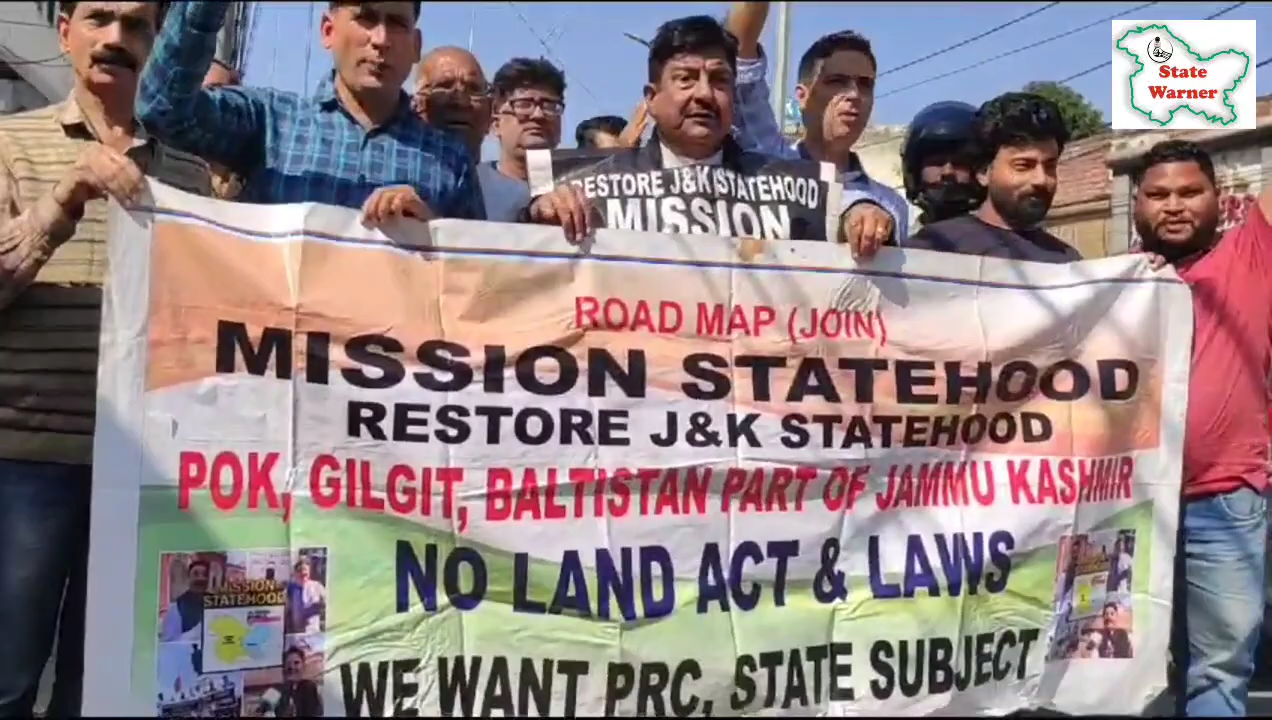 State
Warner
RESTORE J&K STATEHOOD
MISSION
ROAD MAP (JOIN)
MISSION STATEHOOD
RESTORE J&K STATEHOOD
POK, GILGIT, BALTISTAN PART OF JAMMU KASHMIR
NO LAND ACT & LAWS
MISSION
STATEHOOD
WE WANT PRC, STATE SUBJECT